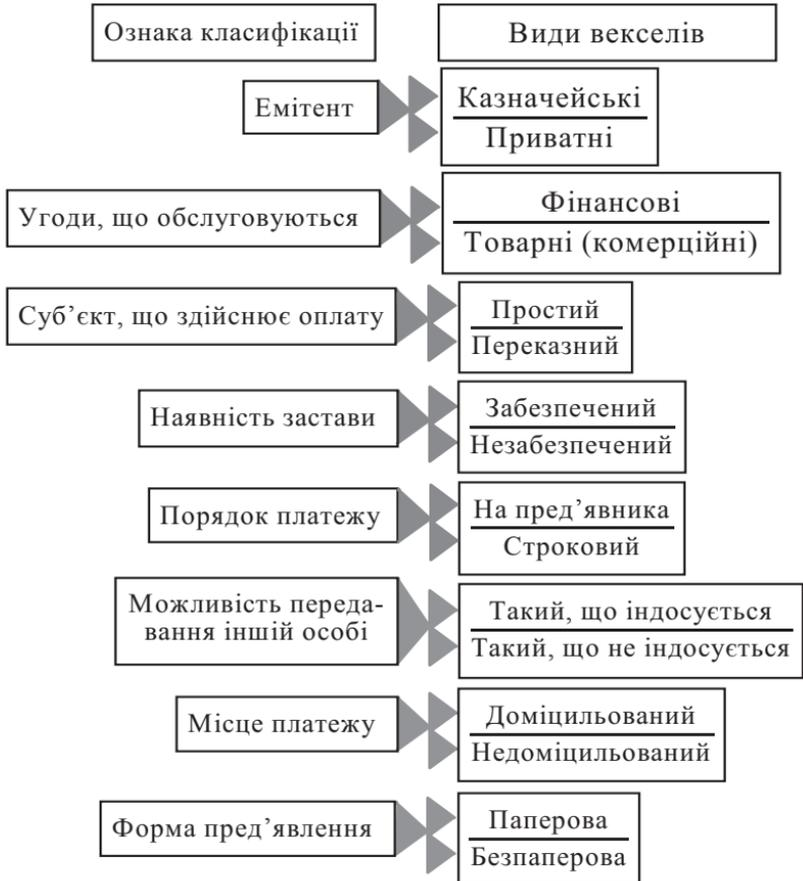 Ознака класифікації
Види векселів
Емітент
Казначейські
Приватні
Угоди, що обслуговуються
Фінансові
Товарні (комерційні)
Суб’єкт, що здійснює оплату
Простий
Переказний
Наявність застави
Забезпечений
Незабезпечений
Порядок платежу
На пред’явника
Строковий
Можливість переда-
вання іншій особі
Такий, що індосується
Такий, що не індосується
Місце платежу
Доміцильований
Недоміцильований
Форма пред’явлення
Паперова
Безпаперова